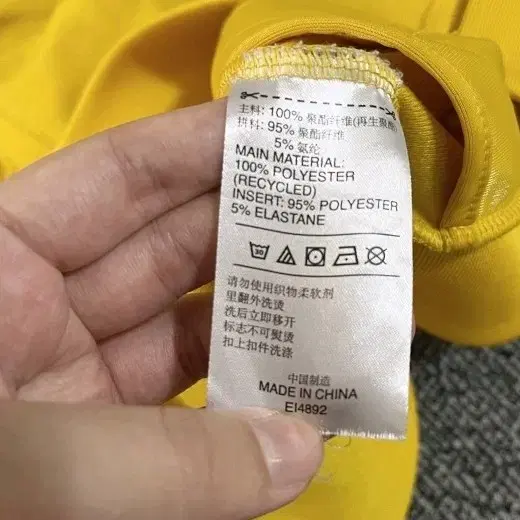 主料: 100% 聚酯纤维(再生聚酯)
拼料: 95% 聚酯纤维
5% 氨纶
MAIN MATERIAL:
100% POLYESTER
(RECYCLED)
INSERT: 95% POLYESTER
5% ELASTANE
30
请勿使用织物柔软剂
里翻外洗烫
洗后立即移开
标志不可熨烫
扣上扣件洗涤
中国制造
MADE IN CHINA
EI4892